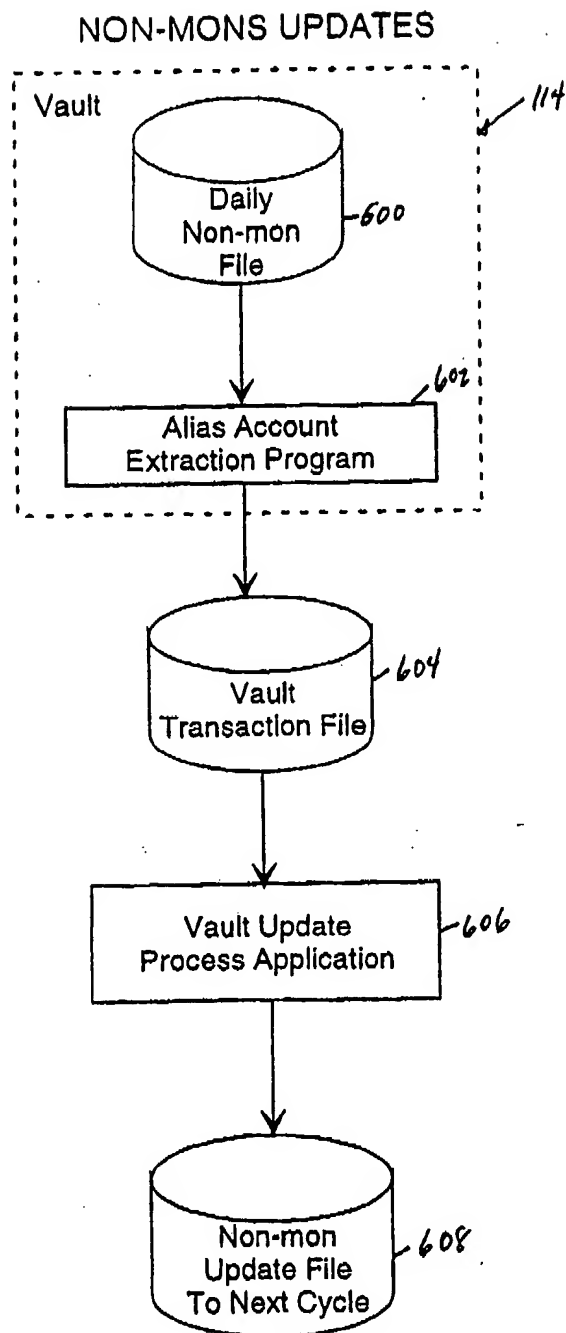 NON-MONS UPDATES
Vault
114
Daily
Non-mon
File
600
602
Alias Account
Extraction Program
Vault
Transaction File
604
Vault Update
Process Application
606
Non-mon
Update File
To Next Cycle
608